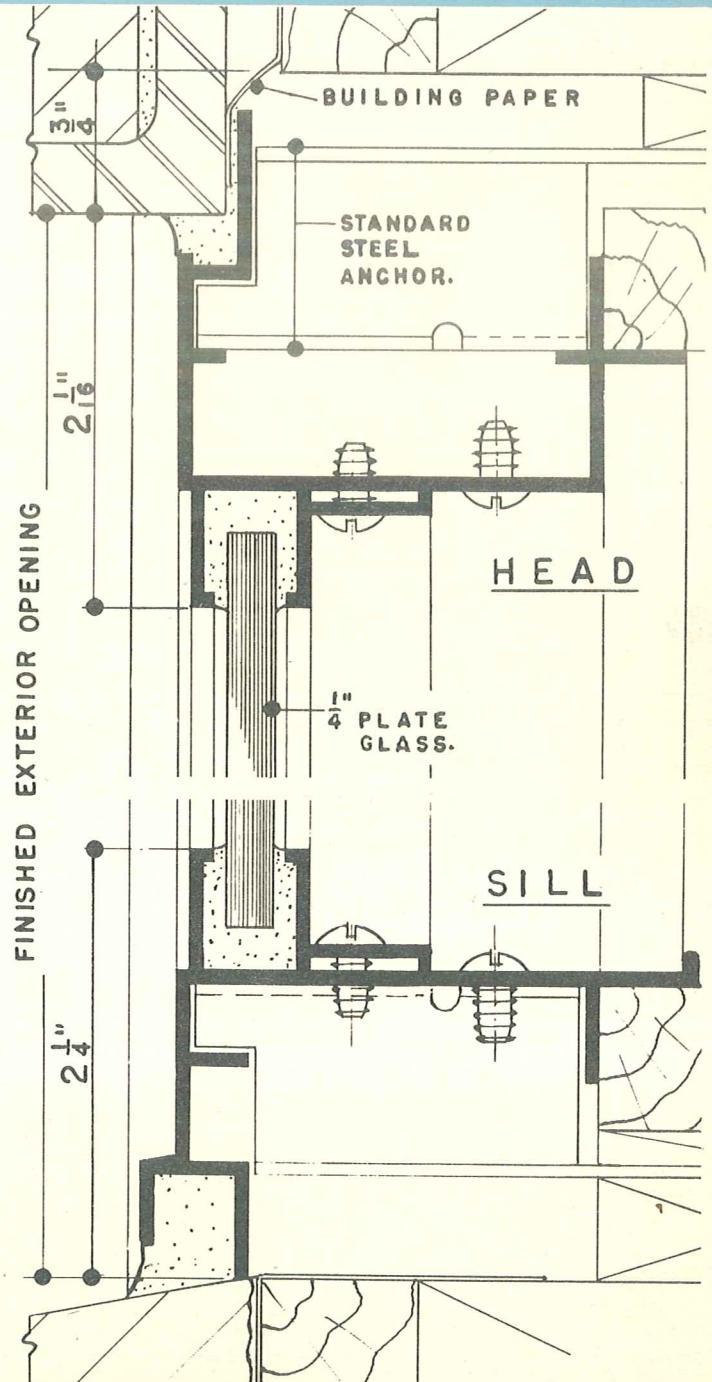 3/4"
BUILDING PAPER
STANDARD
STEEL
ANCHOR.
2 1/16"
HEAD
FINISHED EXTERIOR OPENING
1/4" PLATE
GLASS.
SILL
2 1/4"